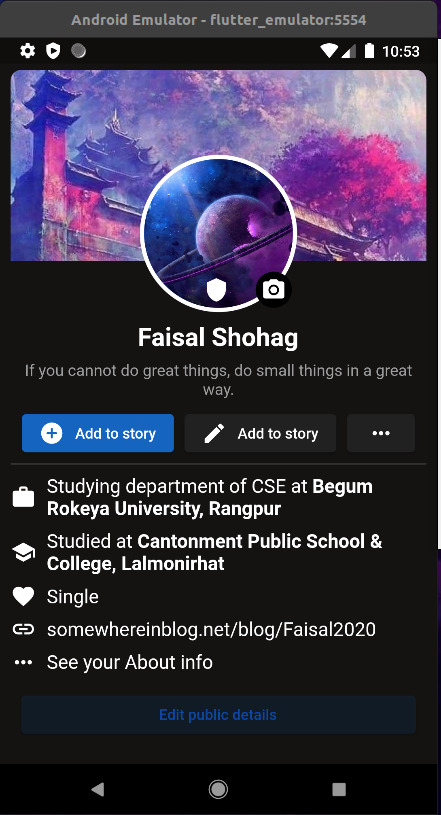 Android Emulator - flutter_emulator:5554
10:53
Faisal Shohag
If you cannot do great things, do small things in a great
way.
Add to story
Add to story
Studying department of CSE at Begum
Rokeya University, Rangpur
Studied at Cantonment Public School &
College, Lalmonirhat
Single
somewhereinblog.net/blog/Faisal2020
See your About info
Edit public details